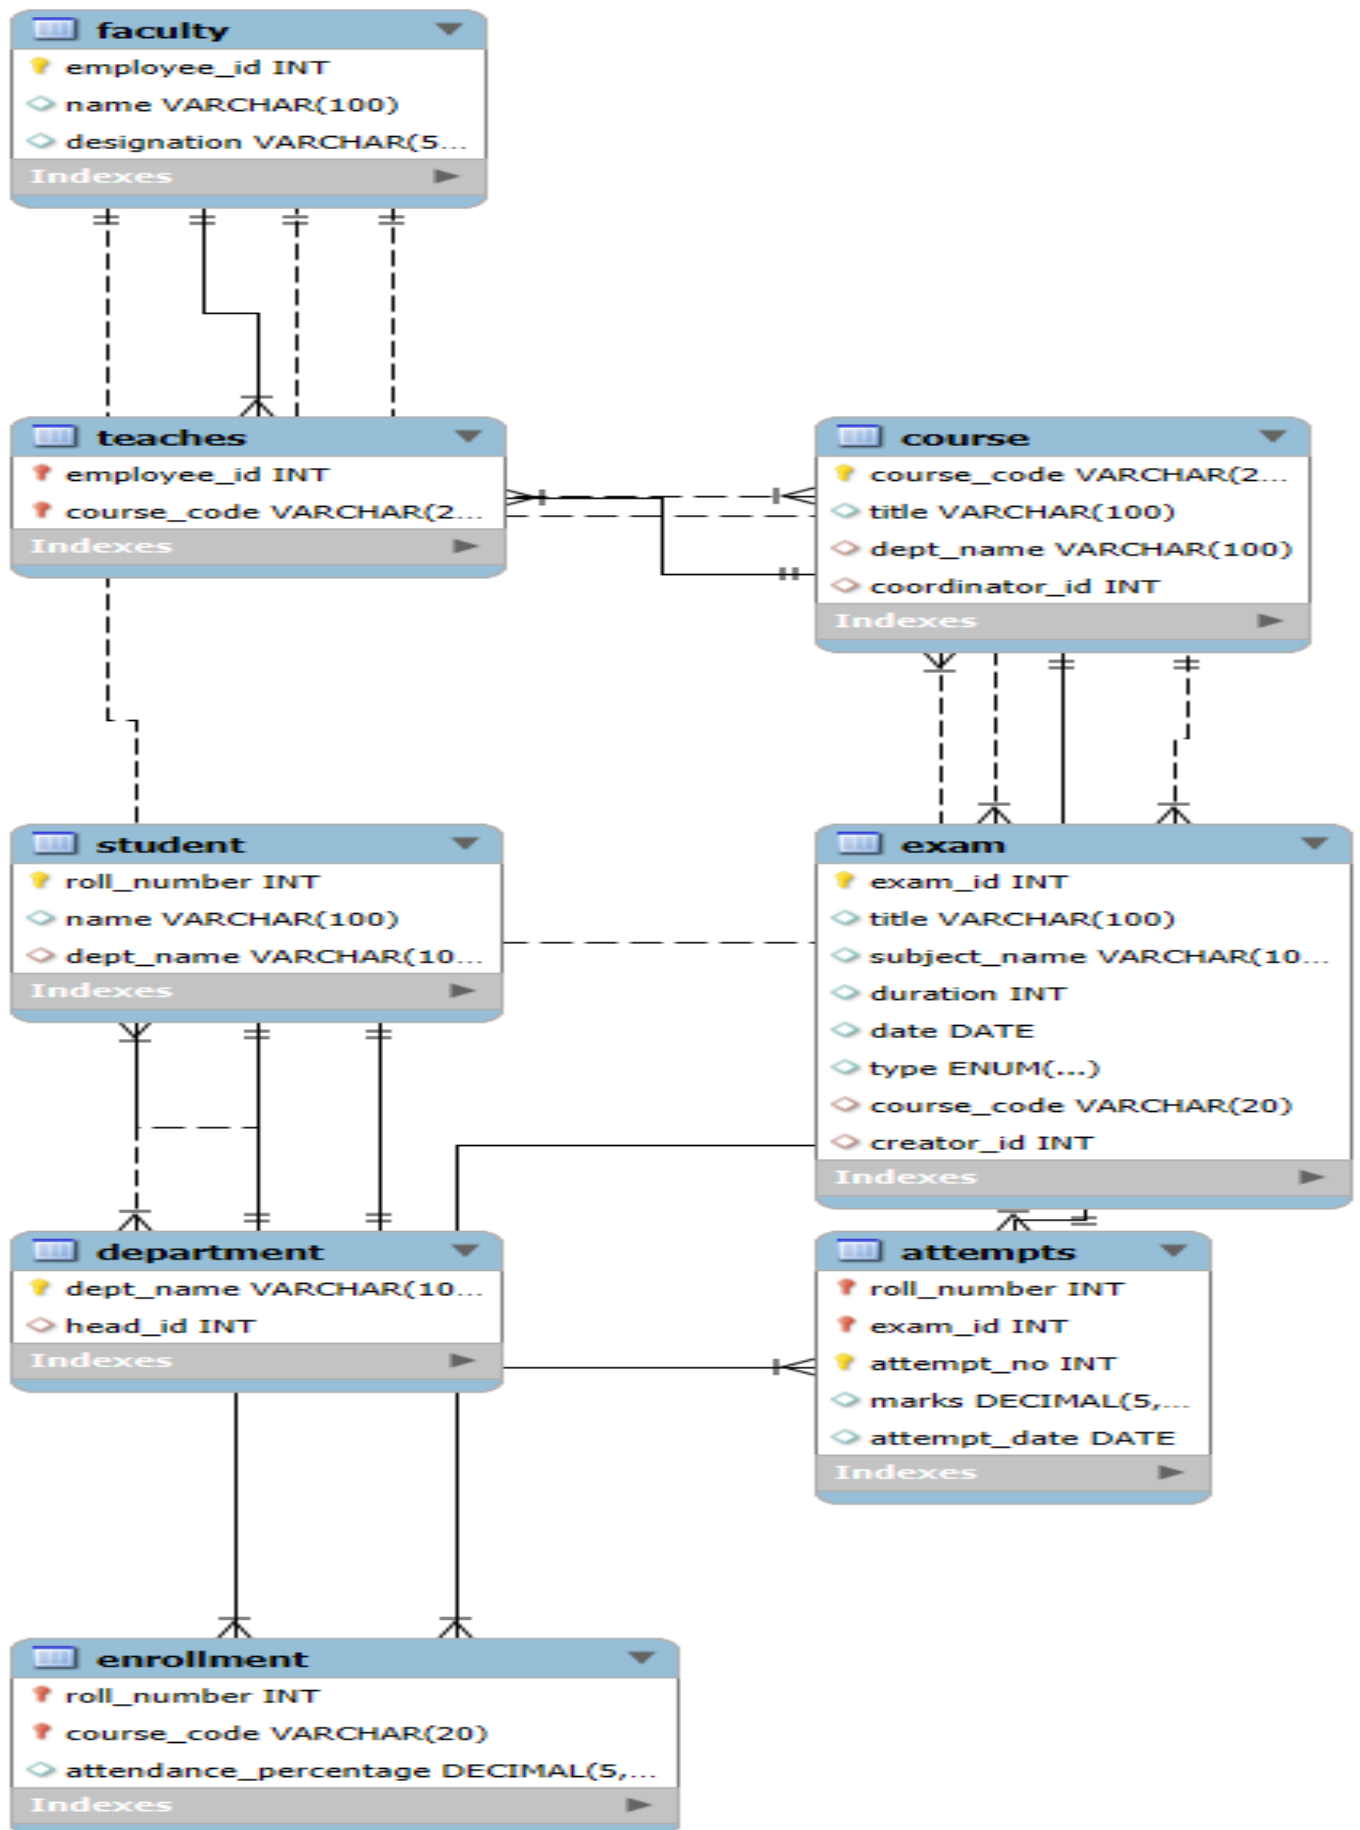 faculty
employee_id INT
name VARCHAR(100)
designation VARCHAR(5...
Indexes
teaches
employee_id INT
course_code VARCHAR(2...
Indexes
course
course_code VARCHAR(2...
title VARCHAR(100)
dept_name VARCHAR(100)
coordinator_id INT
Indexes
student
roll_number INT
name VARCHAR(100)
dept_name VARCHAR(10...
Indexes
exam
exam_id INT
title VARCHAR(100)
subject_name VARCHAR(10...
duration INT
date DATE
type ENUM(...)
course_code VARCHAR(20)
creator_id INT
Indexes
department
dept_name VARCHAR(10...
head_id INT
Indexes
attempts
roll_number INT
exam_id INT
attempt_no INT
marks DECIMAL(5,...
attempt_date DATE
Indexes
enrollment
roll_number INT
course_code VARCHAR(20)
attendance_percentage DECIMAL(5,...
Indexes